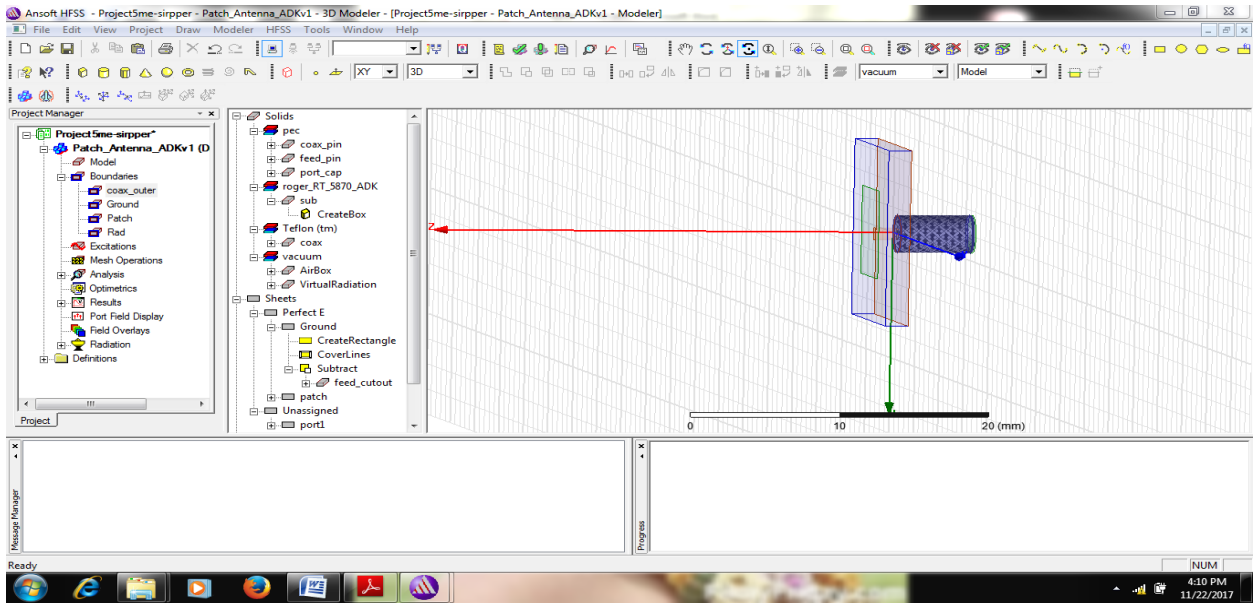 Ansoft HFSS - Project5me-sirpper - Patch_Antenna_ADKv1 - 3D Modeler - [Project5me-sirpper - Patch_Antenna_ADKv1 - Modeler]
File Edit View Project Draw Modeler HFSS Tools Window Help
XY 3D vacuum Model
Project Manager
Project5me-sirpper*
Patch_Antenna_ADKv1 (D
Model
Boundaries
coax_outer
Ground
Patch
Rad
Excitations
Mesh Operations
Analysis
Optimetrics
Results
Port Field Display
Field Overlays
Radiation
Definitions
Project
Solids
pec
coax_pin
feed_pin
port_cap
roger_RT_5870_ADK
sub
CreateBox
Teflon (tm)
coax
vacuum
AirBox
VirtualRadiation
Sheets
Perfect E
Ground
CreateRectangle
CoverLines
Subtract
feed_cutout
patch
Unassigned
port1
Z
0 10 20 (mm)
Message Manager
Progress
Ready
NUM
4:10 PM
11/22/2017